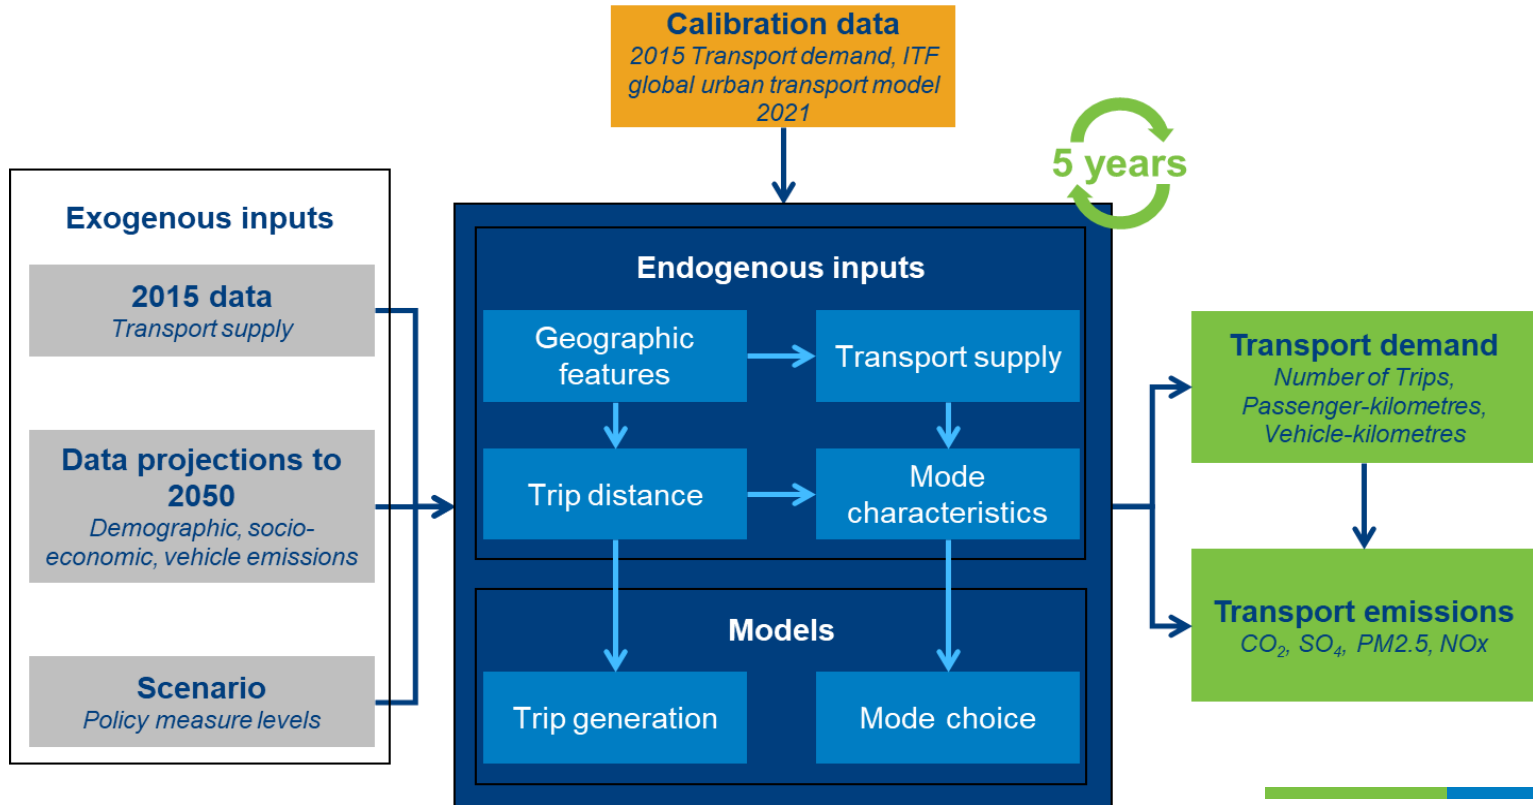 Calibration data
2015 Transport demand, ITF
global urban transport model
2021
5 years
Exogenous inputs
2015 data
Transport supply
Data projections to
2050
Demographic, socio-
economic, vehicle emissions
Scenario
Policy measure levels
Endogenous inputs
Geographic
features
Transport supply
Trip distance
Mode
characteristics
Models
Trip generation
Mode choice
Transport demand
Number of Trips,
Passenger-kilometres,
Vehicle-kilometres
Transport emissions
CO₂, SO₄, PM2.5, NOx